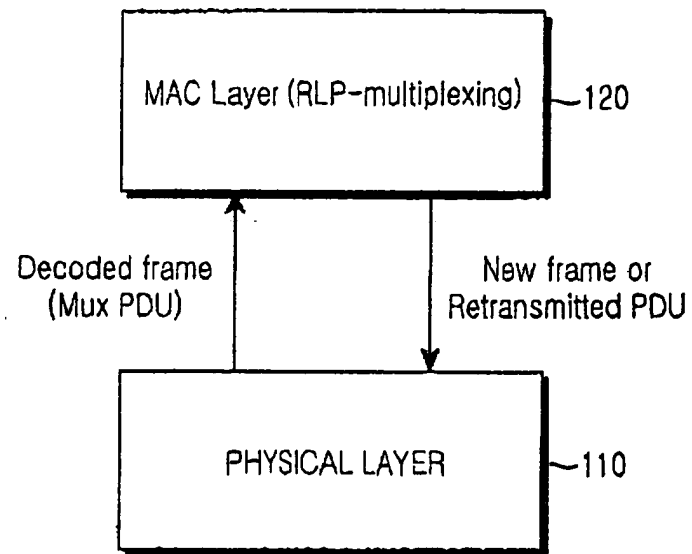 MAC Layer (RLP-multiplexing)
120
Decoded frame
(Mux PDU)
New frame or
Retransmitted PDU
PHYSICAL LAYER
110